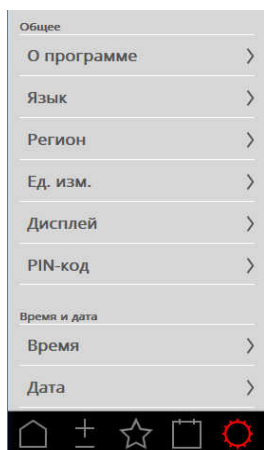 Общее
О программе
Язык
Регион
Ед. изм.
Дисплей
PIN-код
Время и дата
Время
Дата